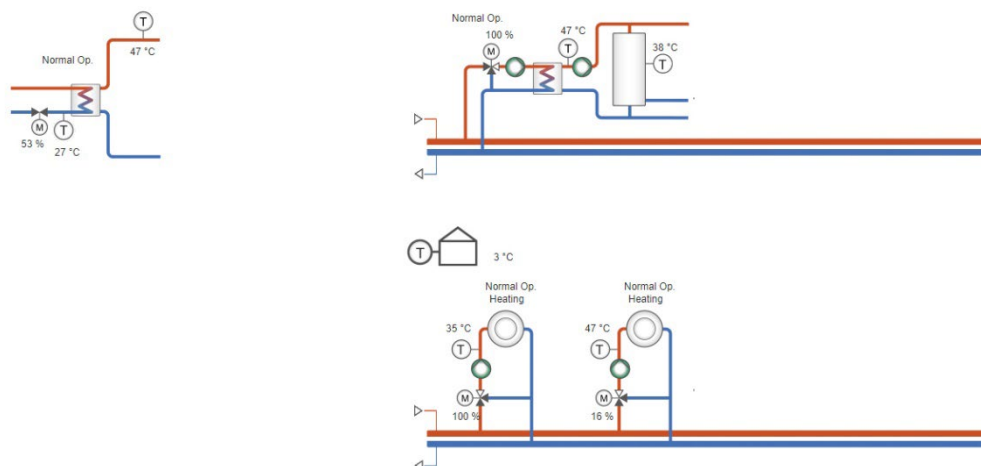 T
47 °C
Normal Op.
M
T
53 %
27 °C
Normal Op.
100 %
47 °C
M
T
38 °C
T
T
3 °C
Normal Op.
Heating
Normal Op.
Heating
35 °C
47 °C
T
T
M
M
100 %
16 %